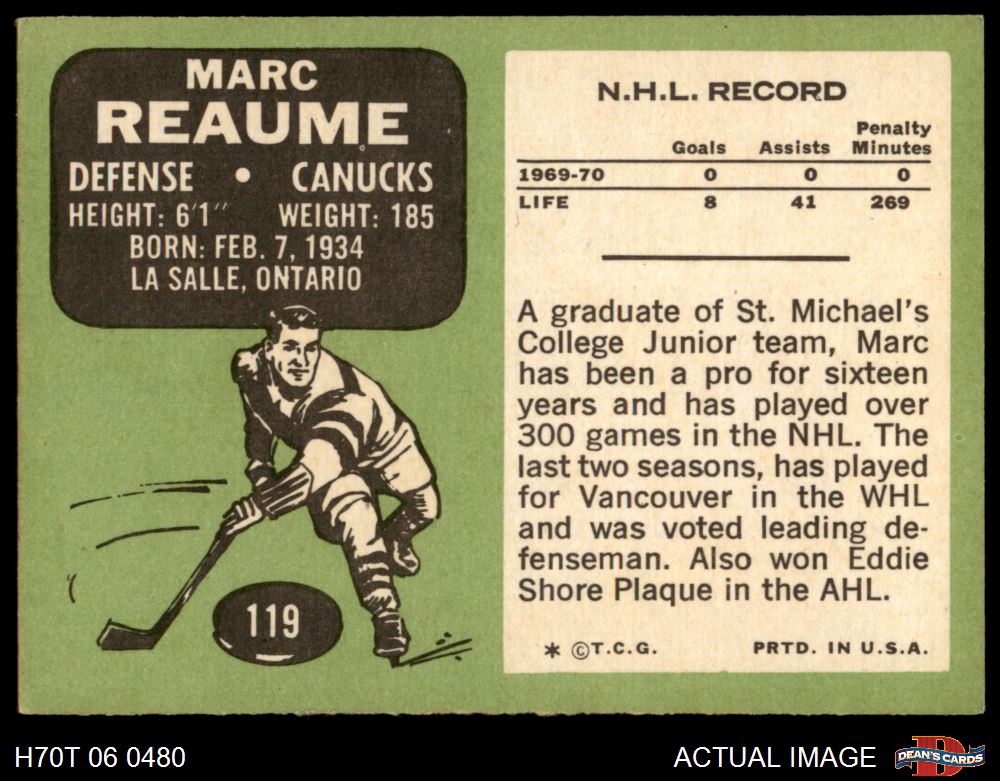 MARC
REAUME
DEFENSE • CANUCKS
HEIGHT: 6'1" WEIGHT: 185
BORN: FEB. 7, 1934
LA SALLE, ONTARIO
119
N.H.L. RECORD
Goals Assists Penalty Minutes
1969-70 0 0 0
LIFE 8 41 269
A graduate of St. Michael's
College Junior team, Marc
has been a pro for sixteen
years and has played over
300 games in the NHL. The
last two seasons, has played
for Vancouver in the WHL
and was voted leading de-
fenseman. Also won Eddie
Shore Plaque in the AHL.
* ©T.C.G. PRTD. IN U.S.A.
H70T 06 0480 ACTUAL IMAGE
D
DEAN'S CARDS